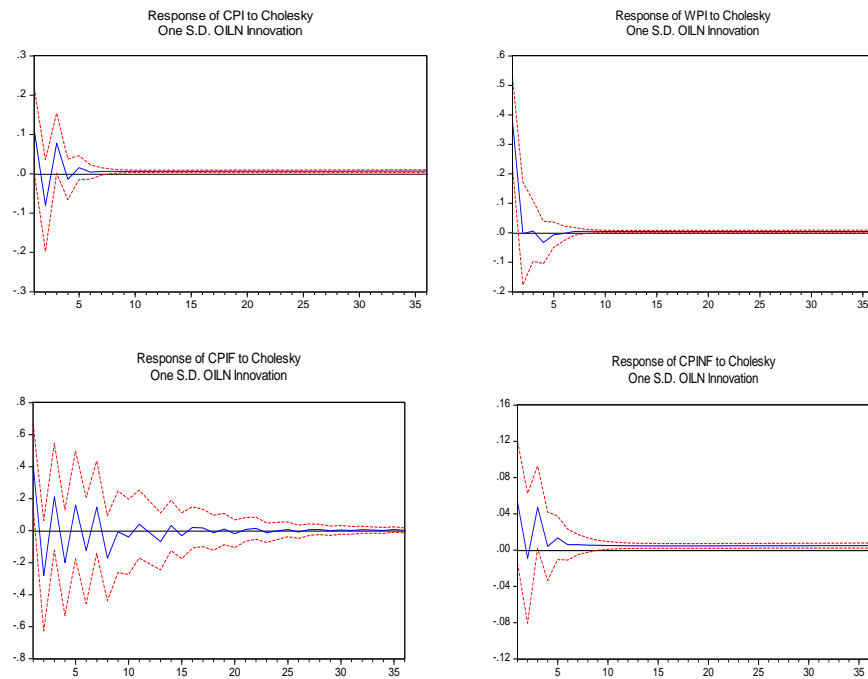 Response of CPI to Cholesky
One S.D. OILN Innovation
.3
.2
.1
.0
-.1
-.2
-.3
5 10 15 20 25 30 35
Response of WPI to Cholesky
One S.D. OILN Innovation
.6
.5
.4
.3
.2
.1
.0
-.1
-.2
5 10 15 20 25 30 35
Response of CPIF to Cholesky
One S.D. OILN Innovation
.8
.6
.4
.2
.0
-.2
-.4
-.6
-.8
5 10 15 20 25 30 35
Response of CPINF to Cholesky
One S.D. OILN Innovation
.16
.12
.08
.04
.00
-.04
-.08
-.12
5 10 15 20 25 30 35